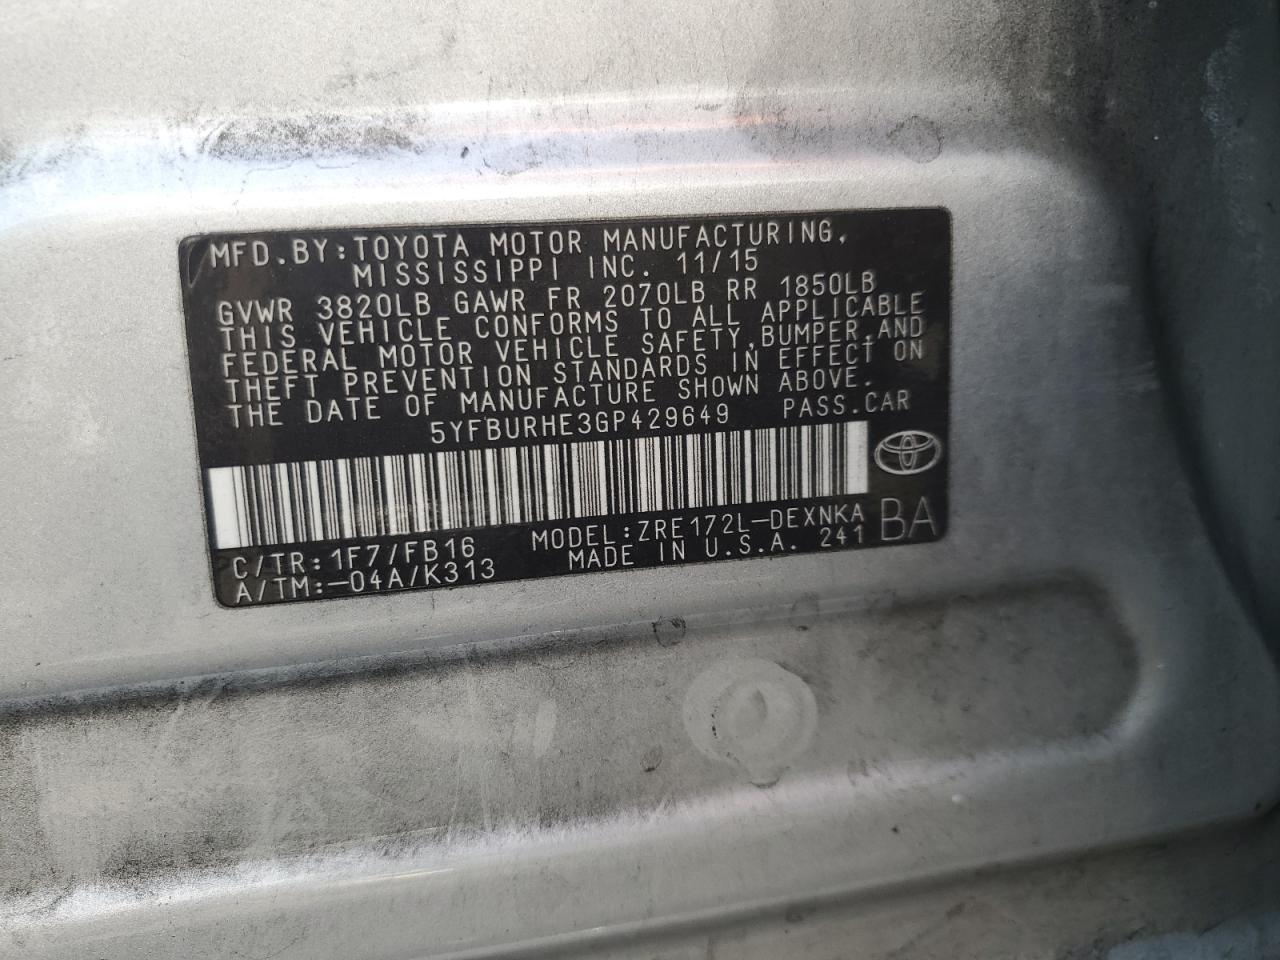 MFD.BY:TOYOTA MOTOR MANUFACTURING,
MISSISSIPPI INC. 11/15
GVWR 3820LB GAWR FR 2070LB RR 1850LB
THIS VEHICLE CONFORMS TO ALL APPLICABLE
FEDERAL MOTOR VEHICLE SAFETY,BUMPER,AND
THEFT PREVENTION STANDARDS IN EFFECT ON
THE DATE OF MANUFACTURE SHOWN ABOVE.
5YFBURHE3GP429649 PASS.CAR
C/TR:1F7/FB16 MODEL:ZRE172L-DEXNKA
A/TM:-04A/K313 MADE IN U.S.A. 241 BA